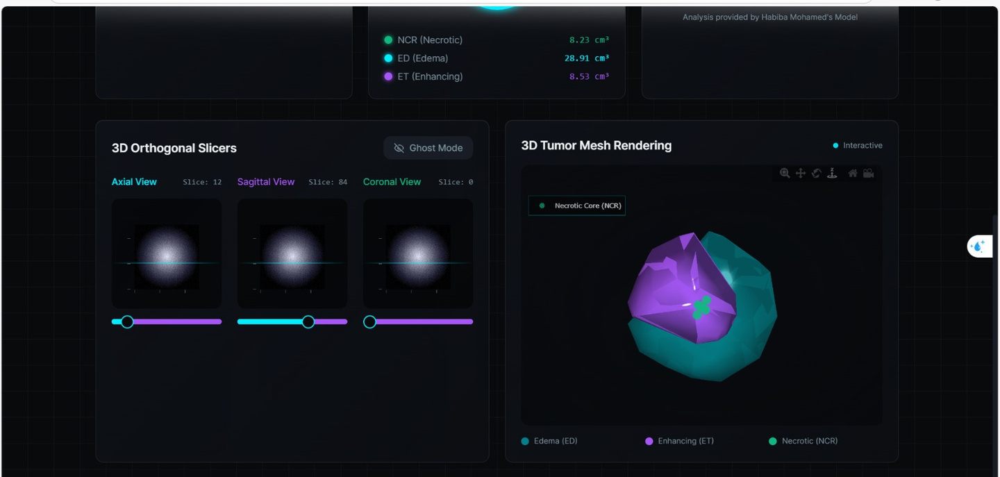 Analysis provided by Habiba Mohamed's Model
NCR (Necrotic) 8.23 cm³
ED (Edema) 28.91 cm³
ET (Enhancing) 8.53 cm³
3D Orthogonal Slicers
Ghost Mode
Axial View Slice: 12 Sagittal View Slice: 84 Coronal View Slice: 0
3D Tumor Mesh Rendering
Interactive
z
Necrotic Core (NCR)
Edema (ED) Enhancing (ET) Necrotic (NCR)